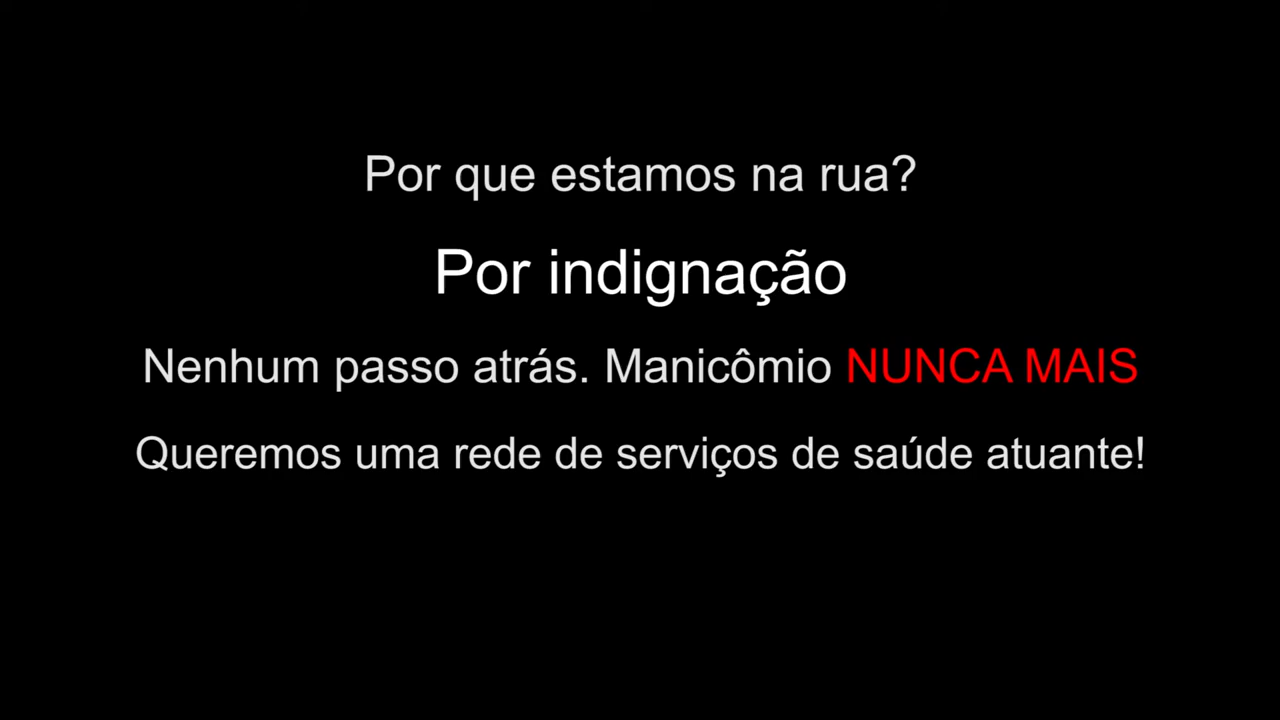 Por que estamos na rua?
Por indignação
Nenhum passo atrás. Manicômio NUNCA MAIS
Queremos uma rede de serviços de saúde atuante!